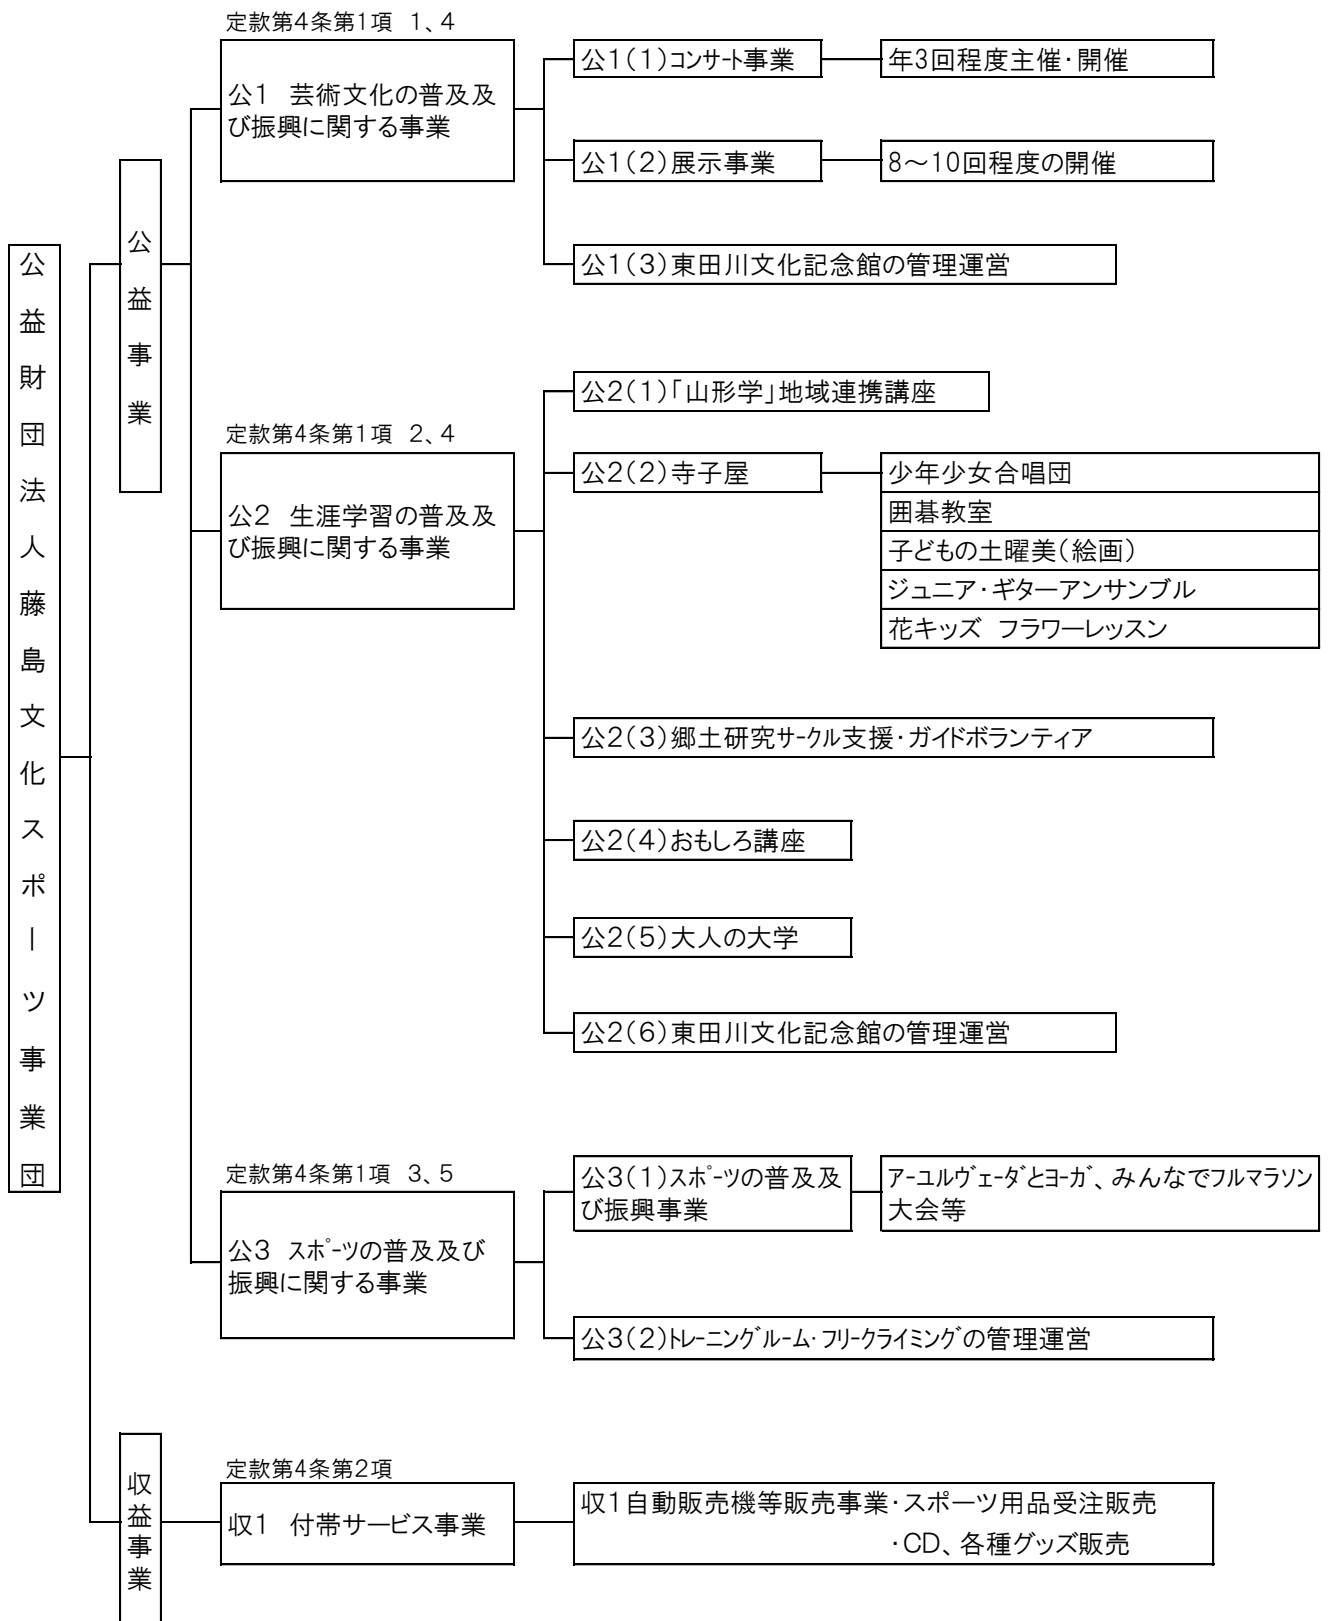 公益財団法人藤島文化スポーツ事業団
公益事業
定款第4条第1項 1、4
公1 芸術文化の普及及
び振興に関する事業
公1(1)コンサート事業
年3回程度主催・開催
公1(2)展示事業
8～10回程度の開催
公1(3)東田川文化記念館の管理運営
定款第4条第1項 2、4
公2 生涯学習の普及及
び振興に関する事業
公2(1)「山形学」地域連携講座
公2(2)寺子屋
少年少女合唱団
囲碁教室
子どもの土曜美(絵画)
ジュニア・ギターアンサンブル
花キッズ フラワーレッスン
公2(3)郷土研究サークル支援・ガイドボランティア
公2(4)おもしろ講座
公2(5)大人の大学
公2(6)東田川文化記念館の管理運営
定款第4条第1項 3、5
公3 スポーツの普及及び
振興に関する事業
公3(1)スポーツの普及及
び振興事業
アーユルヴェーダとヨーガ、みんなでフルマラソン
大会等
公3(2)トレーニングルーム・フリークライミングの管理運営
収益事業
定款第4条第2項
収1 付帯サービス事業
収1自動販売機等販売事業・スポーツ用品受注販売
・CD、各種グッズ販売